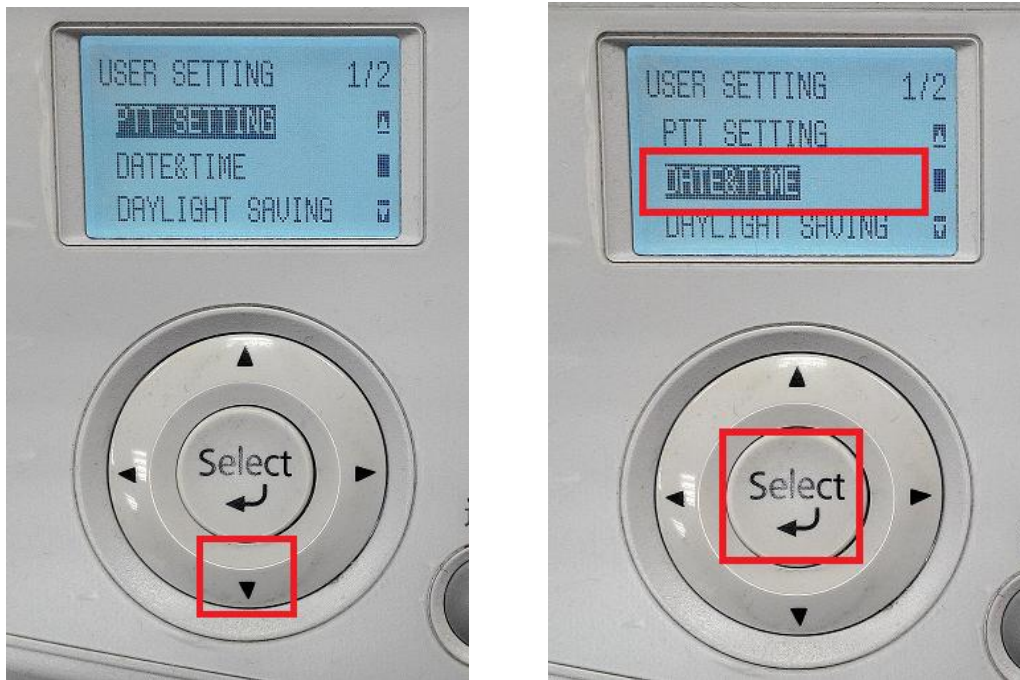 USER SETTING 1/2
PTT SETTING
DATE&TIME
DAYLIGHT SAVING
Select
USER SETTING 1/2
PTT SETTING
DATE&TIME
DAYLIGHT SAVING
Select